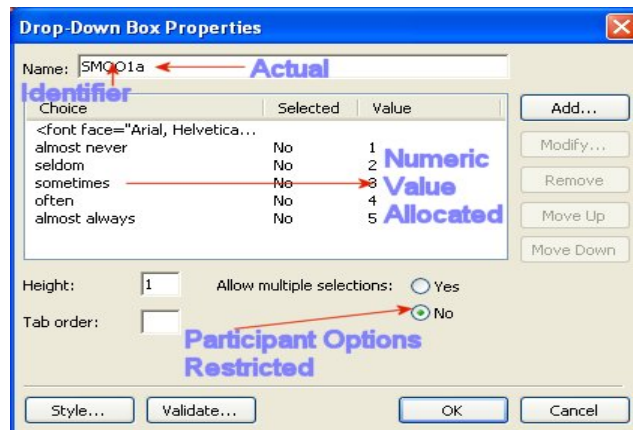 Drop-Down Box Properties
Name: SMQO1a Actual
Identifier
Choice Selected Value Add...
<font face="Arial, Helvetica...
almost never No 1 Modify...
seldom No 2 Numeric
sometimes No 3 Value Remove
often No 4 Allocated
almost always No 5 Move Up
Move Down
Height: 1 Allow multiple selections: Yes
No
Tab order:
Participant Options
Restricted
Style... Validate... OK Cancel